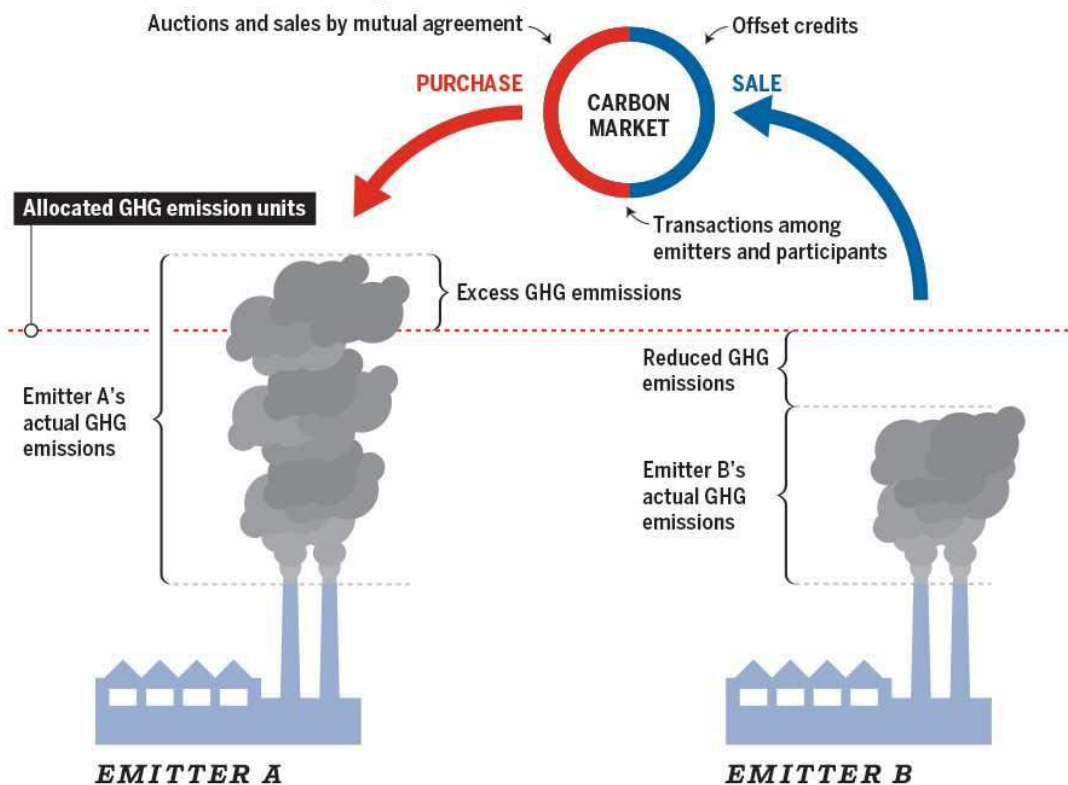 Auctions and sales by mutual agreement
Offset credits
PURCHASE
SALE
CARBON
MARKET
Allocated GHG emission units
Transactions among
emitters and participants
Excess GHG emmissions
Reduced GHG
emissions
Emitter A's
actual GHG
emissions
Emitter B's
actual GHG
emissions
EMITTER A
EMITTER B